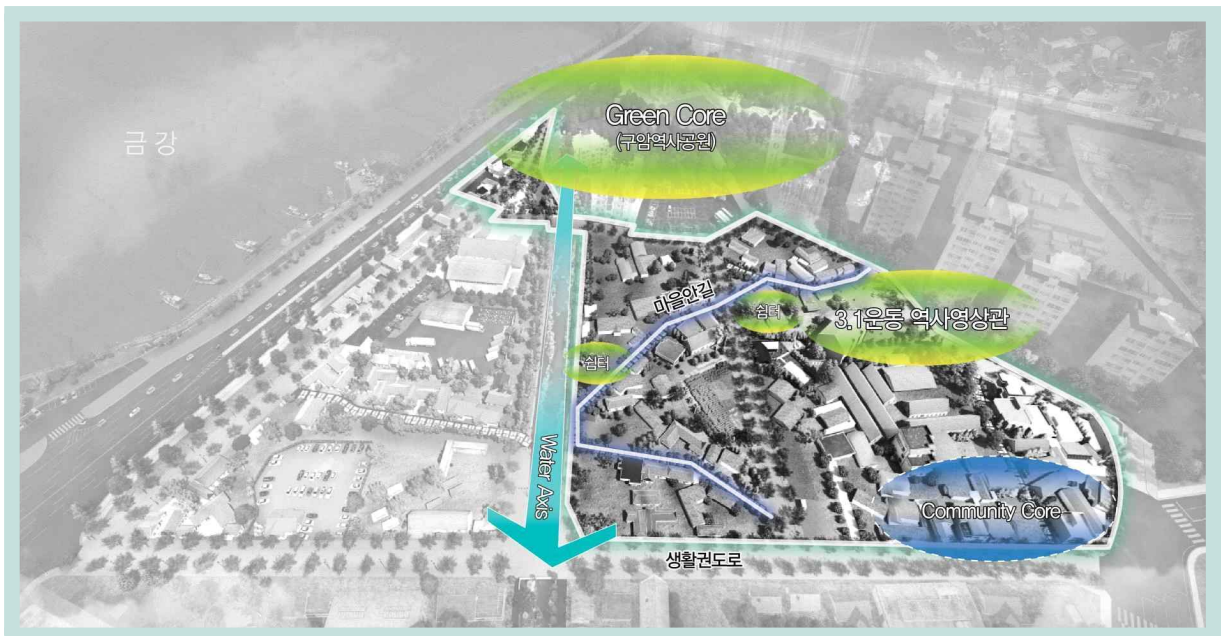 Green Core
(구암역사공원)
금강
마을안길
쉼터
3.1운동 역사영상관
쉼터
Water Axis
Community Core
생활권도로